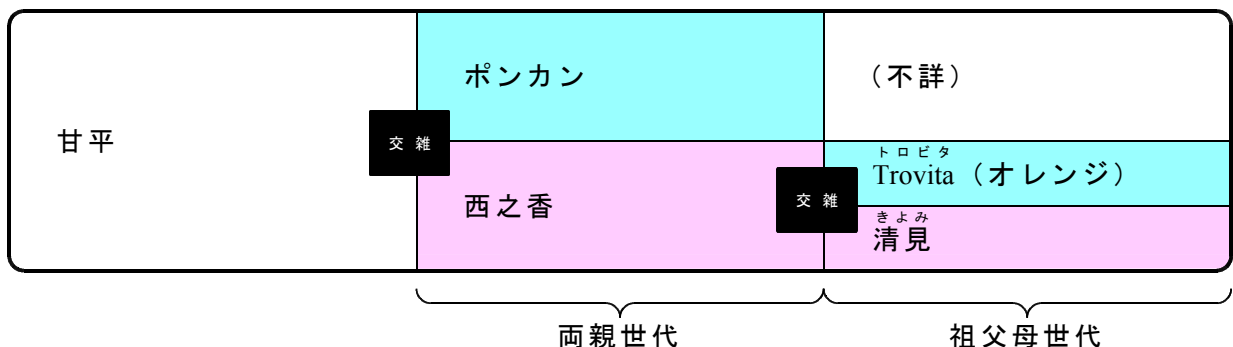 甘平
交雑
ポンカン
西之香
(不詳)
交雑
トロビタ
Trovita(オレンジ)
きよみ
清見
両親世代
祖父母世代